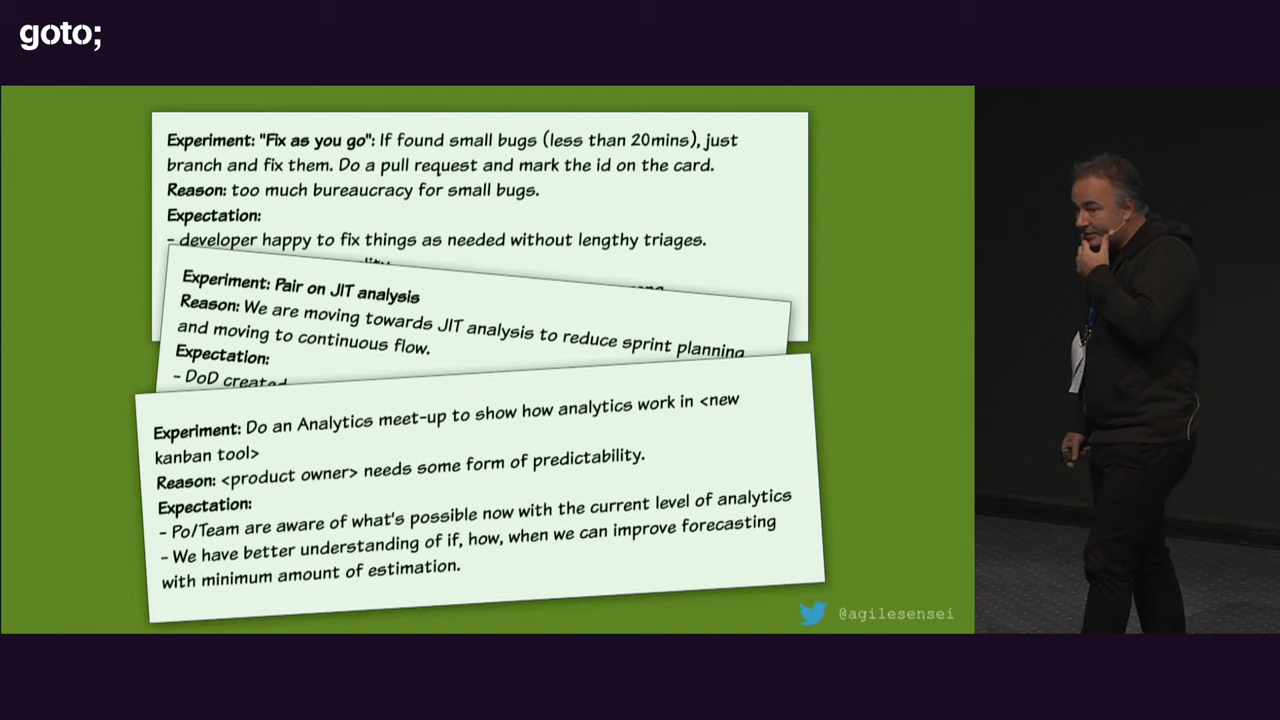 goto;
Experiment: "Fix as you go": If found small bugs (less than 20mins), just
branch and fix them. Do a pull request and mark the id on the card.
Reason: too much bureaucracy for small bugs.
Expectation:
- developer happy to fix things as needed without lengthy triages.
Experiment: Pair on JIT analysis
Reason: We are moving towards JIT analysis to reduce sprint planning
and moving to continuous flow.
Expectation:
- DoD created
Experiment: Do an Analytics meet-up to show how analytics work in <new
kanban tool>
Reason: <product owner> needs some form of predictability.
Expectation:
- Po/Team are aware of what's possible now with the current level of analytics
- We have better understanding of if, how, when we can improve forecasting
with minimum amount of estimation.
@agilesensei